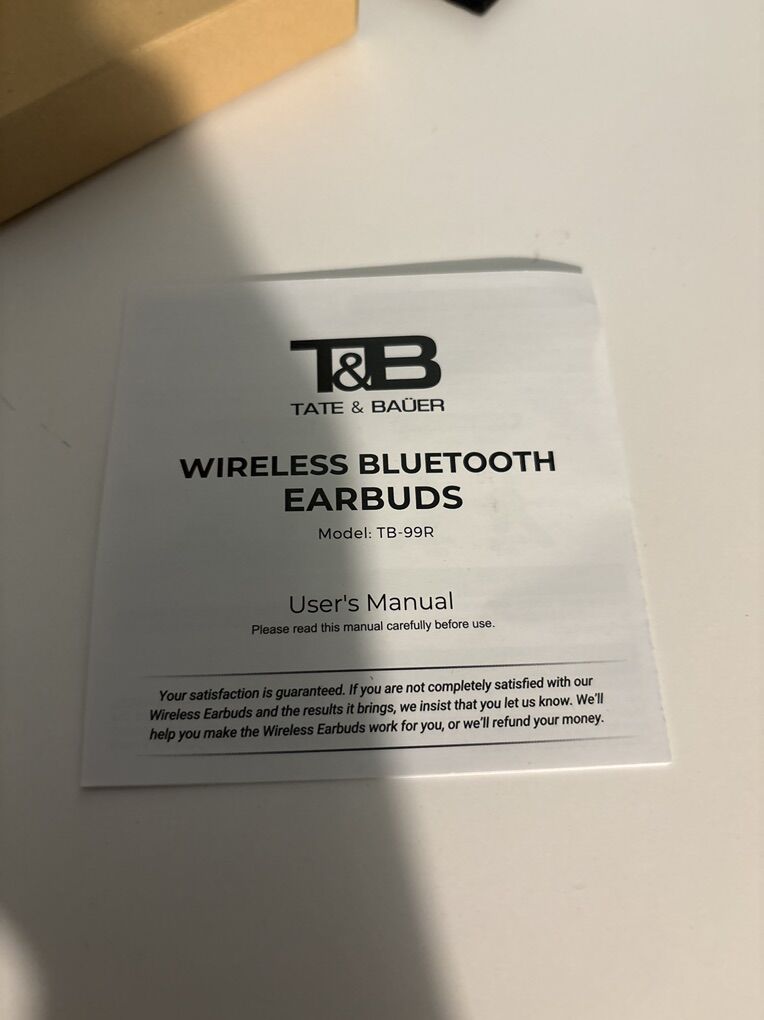 T&B
TATE & BAÜER
WIRELESS BLUETOOTH
EARBUDS
Model: TB-99R
User's Manual
Please read this manual carefully before use.
Your satisfaction is guaranteed. If you are not completely satisfied with our
Wireless Earbuds and the results it brings, we insist that you let us know. We'll
help you make the Wireless Earbuds work for you, or we'll refund your money.